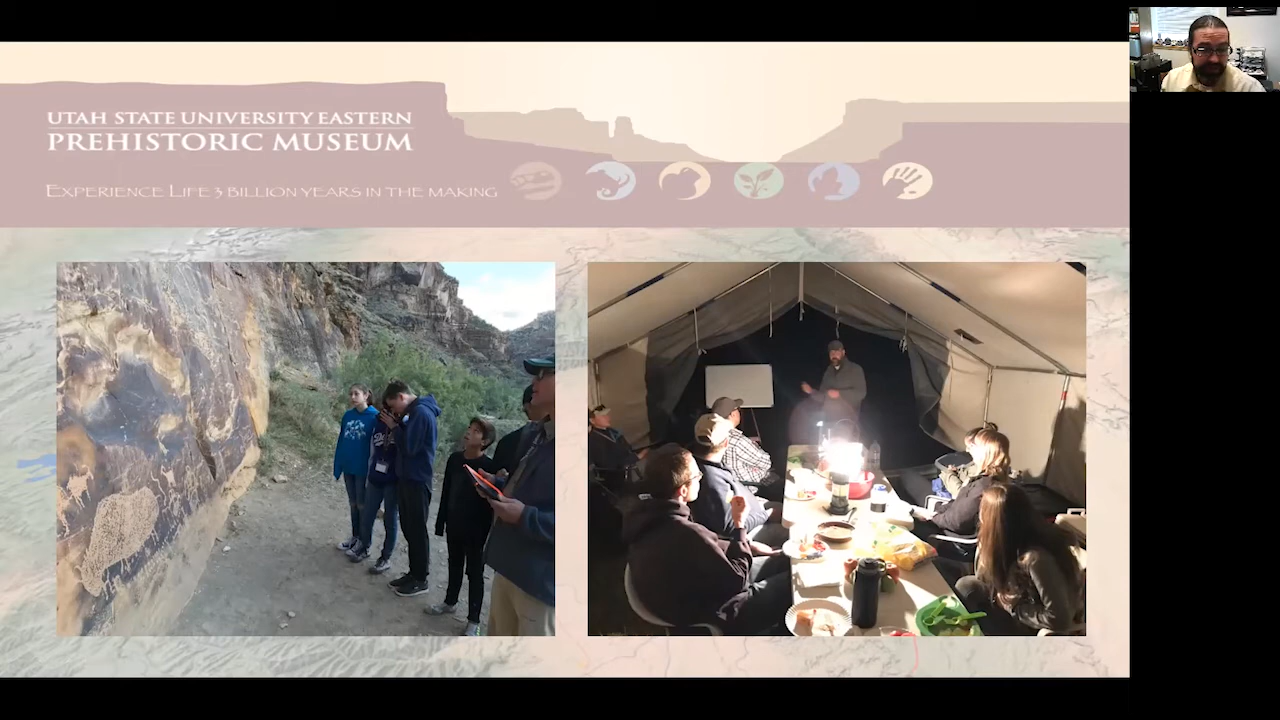 UTAH STATE UNIVERSITY EASTERN
PREHISTORIC MUSEUM
EXPERIENCE LIFE 3 BILLION YEARS IN THE MAKING